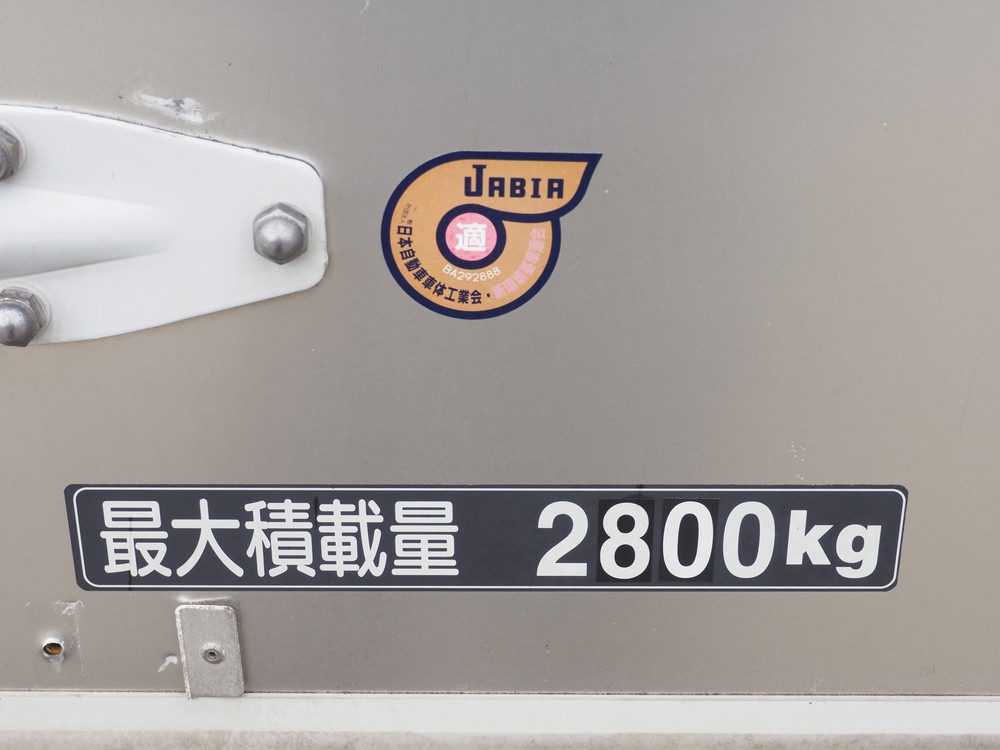 JABIA
適
BA292888
日本自動車車体工業会・
最大積載量 2800kg